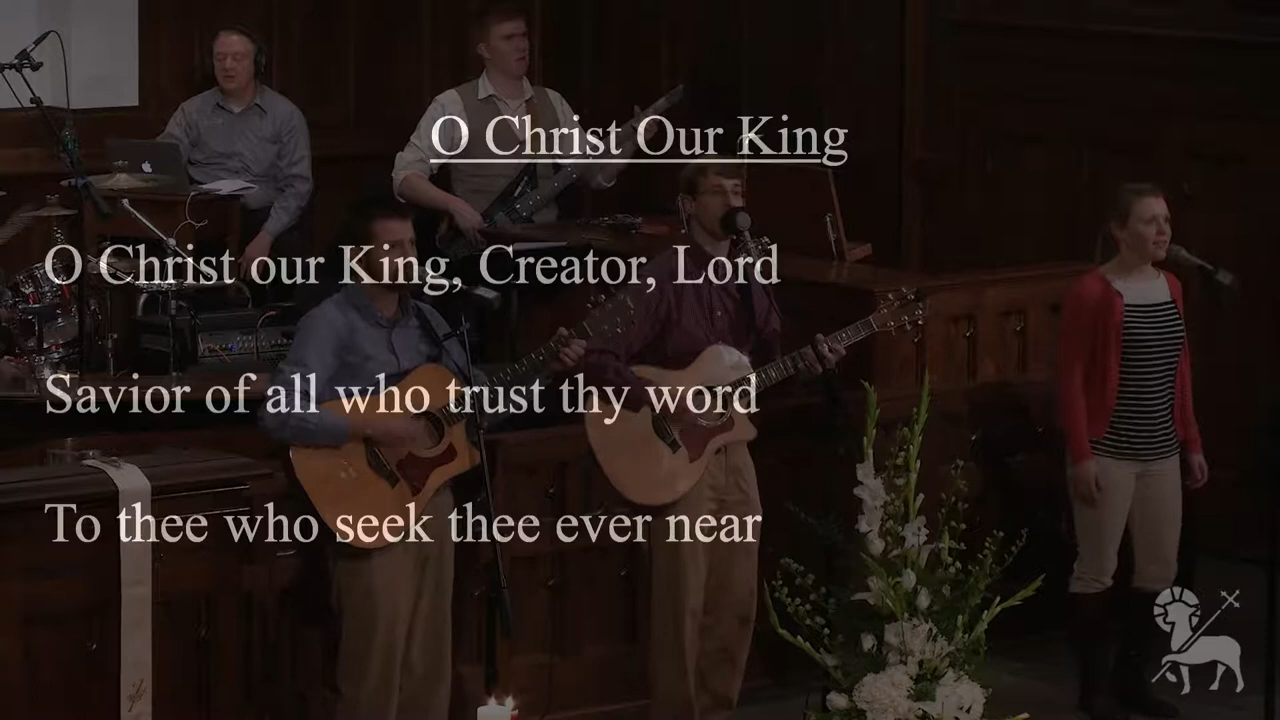 O Christ Our King
O Christ our King, Creator, Lord
Savior of all who trust thy word
To thee who seek thee ever near